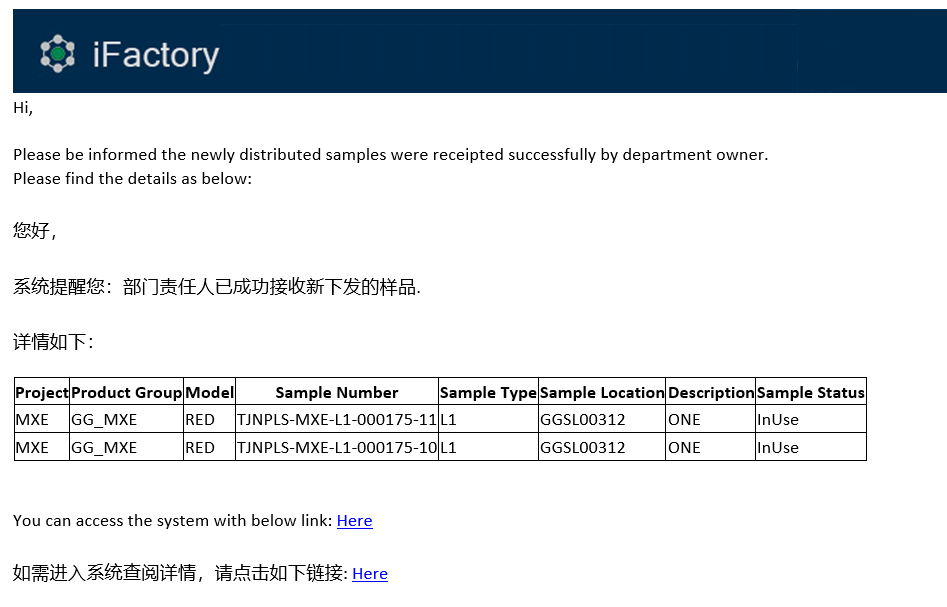 iFactory
Hi,
Please be informed the newly distributed samples were receipted successfully by department owner.
Please find the details as below:
您好，
系统提醒您：部门责任人已成功接收新下发的样品.
详情如下：
Project Product Group Model Sample Number Sample Type Sample Location Description Sample Status
MXE GG_MXE RED TJNPLS-MXE-L1-000175-11 L1 GGSL00312 ONE InUse
MXE GG_MXE RED TJNPLS-MXE-L1-000175-10 L1 GGSL00312 ONE InUse
You can access the system with below link: Here
如需进入系统查阅详情，请点击如下链接: Here